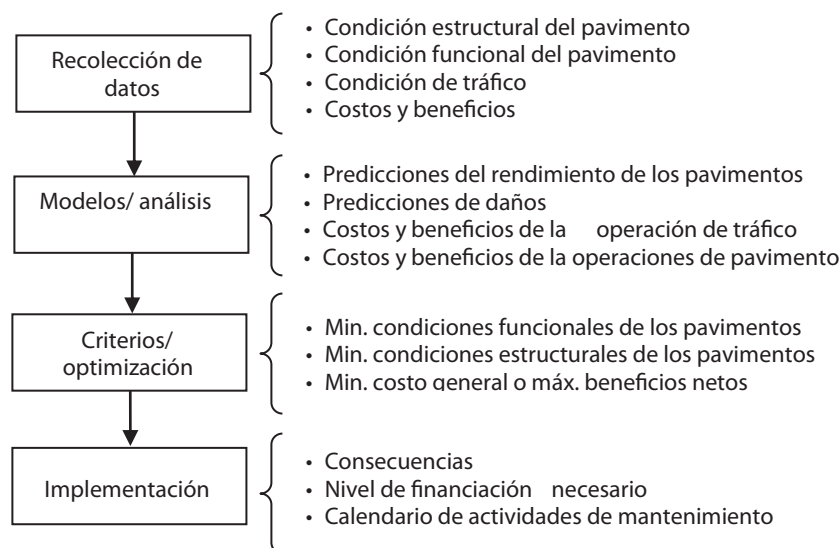 Recolección de
datos
• Condición estructural del pavimento
• Condición funcional del pavimento
• Condición de tráfico
• Costos y beneficios
Modelos/ análisis
• Predicciones del rendimiento de los pavimentos
• Predicciones de daños
• Costos y beneficios de la operación de tráfico
• Costos y beneficios de la operaciones de pavimento
Criterios/
optimización
• Min. condiciones funcionales de los pavimentos
• Min. condiciones estructurales de los pavimentos
• Min. costo general o máx. beneficios netos
Implementación
• Consecuencias
• Nivel de financiación necesario
• Calendario de actividades de mantenimiento